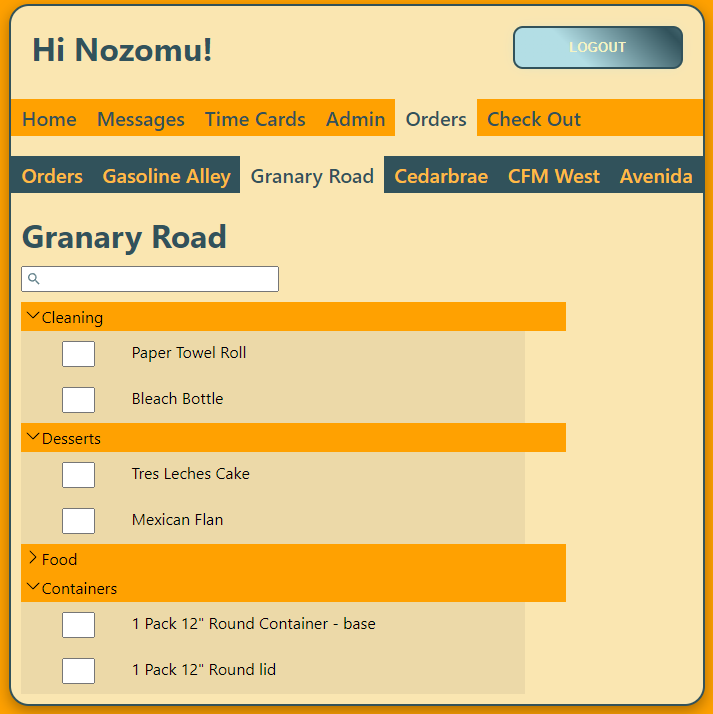 Hi Nozomu!
LOGOUT
Home Messages Time Cards Admin Orders Check Out
Orders Gasoline Alley Granary Road Cedarbrae CFM West Avenida
Granary Road
Cleaning
Paper Towel Roll
Bleach Bottle
Desserts
Tres Leches Cake
Mexican Flan
Food
Containers
1 Pack 12" Round Container - base
1 Pack 12" Round lid